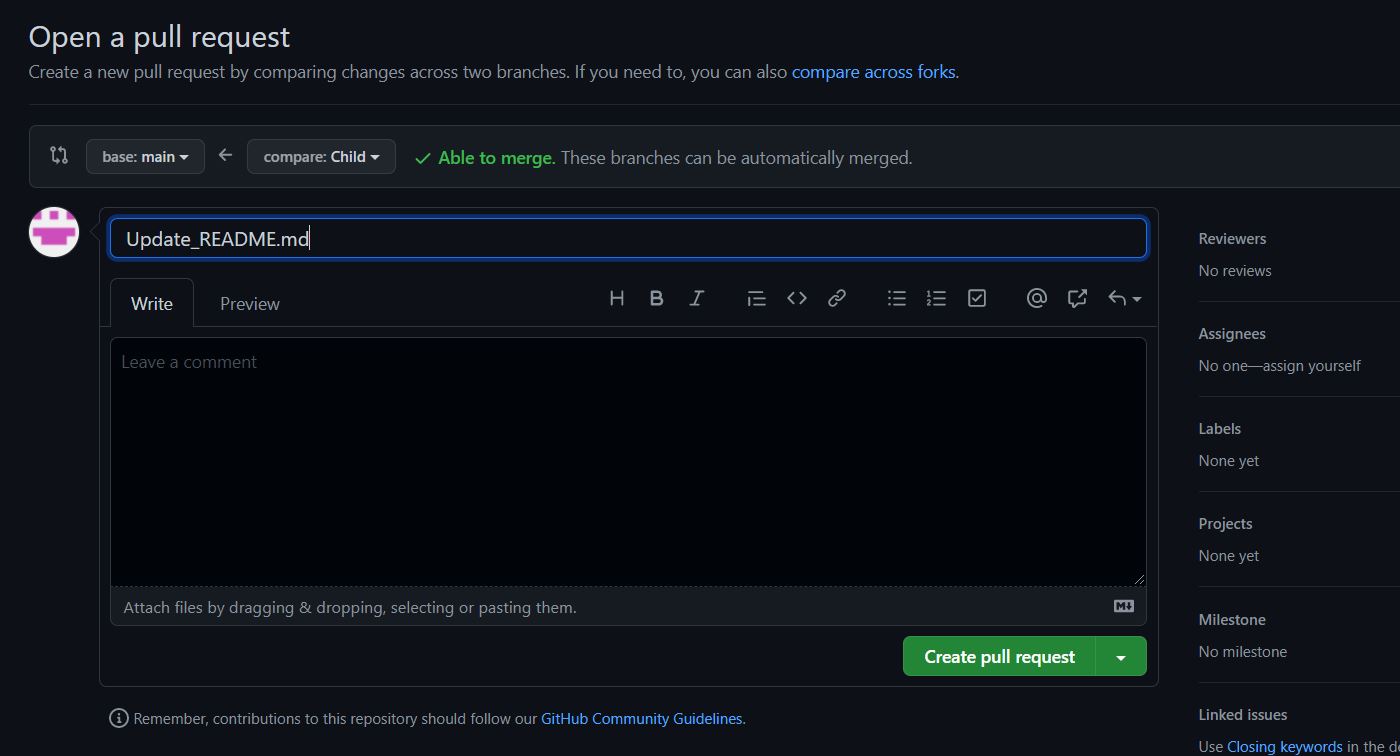 Open a pull request
Create a new pull request by comparing changes across two branches. If you need to, you can also compare across forks.
base: main
compare: Child
Able to merge. These branches can be automatically merged.
Update_README.md
Write
Preview
Leave a comment
Attach files by dragging & dropping, selecting or pasting them.
Create pull request
Remember, contributions to this repository should follow our GitHub Community Guidelines.
Reviewers
No reviews
Assignees
No one—assign yourself
Labels
None yet
Projects
None yet
Milestone
No milestone
Linked issues
Use Closing keywords in the